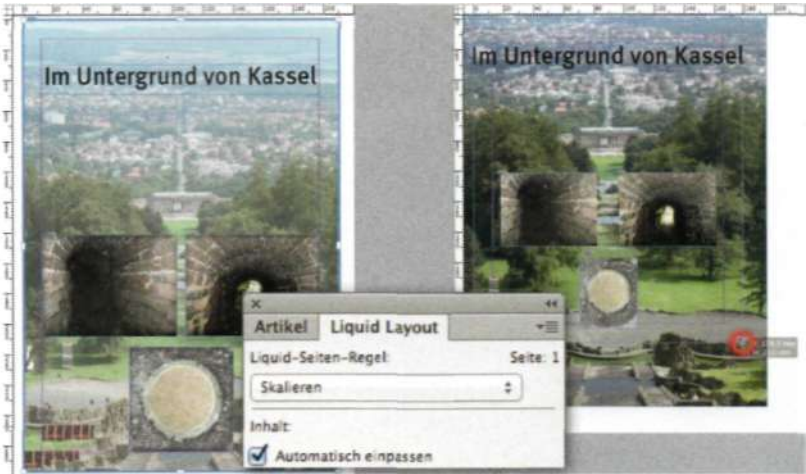 Im Untergrund von Kassel
Im Untergrund von Kassel
Artikel Liquid Layout
Liquid-Seiten-Regel: Seite: 1
Skalieren
Inhalt:
Automatisch einpassen